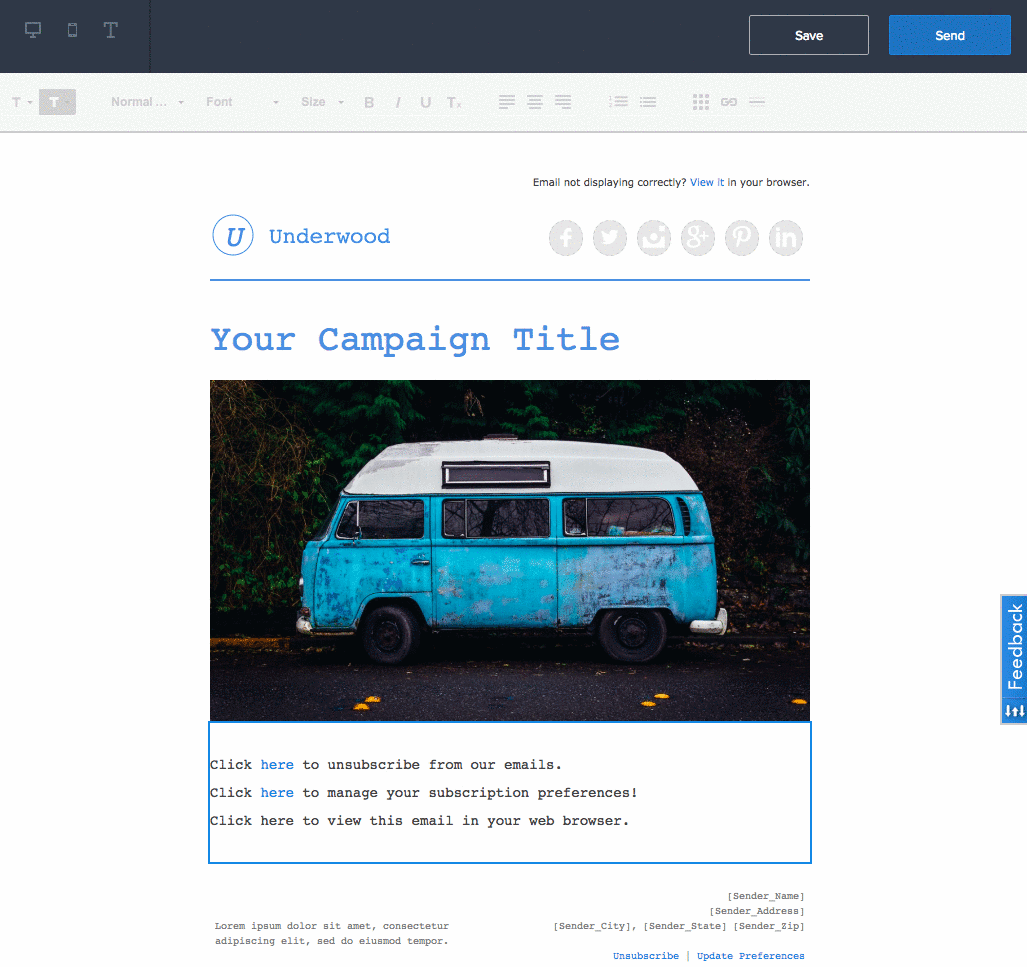 Save
Send
T
T
Normal ...
Font
Size
B
I
U
Tx
Email not displaying correctly? View it in your browser.
U
Underwood
f
g+
in
Your Campaign Title
Feedback
Click here to unsubscribe from our emails.
Click here to manage your subscription preferences!
Click here to view this email in your web browser.
[Sender_Name]
[Sender_Address]
[Sender_City], [Sender_State] [Sender_Zip]
Lorem ipsum dolor sit amet, consectetur
adipiscing elit, sed do eiusmod tempor.
Unsubscribe | Update Preferences